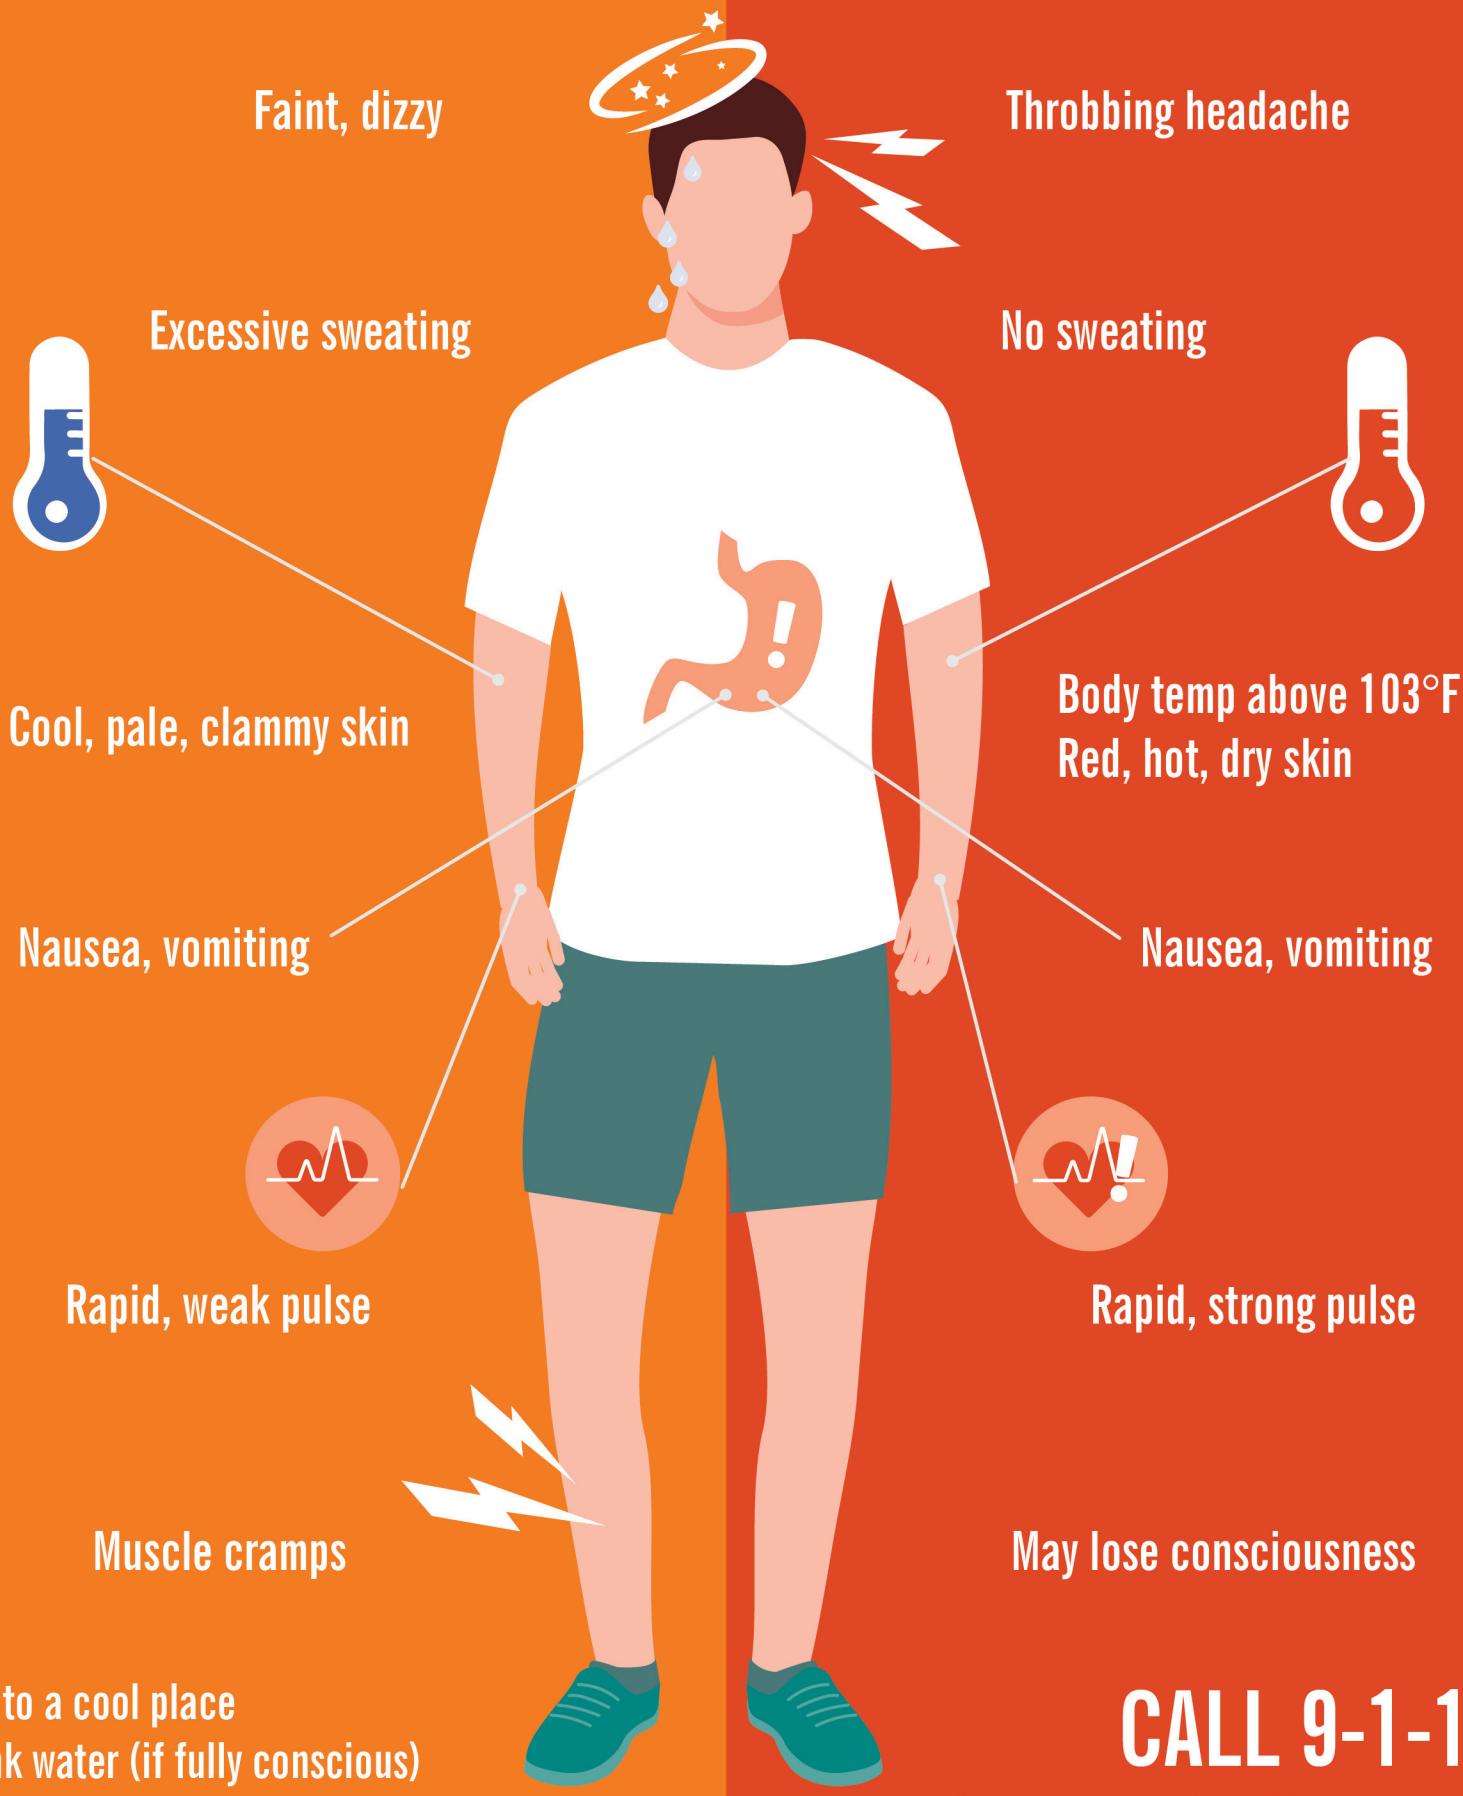 Faint, dizzy
Throbbing headache
Excessive sweating
No sweating
Cool, pale, clammy skin
Body temp above 103°F
Red, hot, dry skin
Nausea, vomiting
Nausea, vomiting
Rapid, weak pulse
Rapid, strong pulse
Muscle cramps
May lose consciousness
to a cool place
water (if fully conscious)
CALL 9-1-1